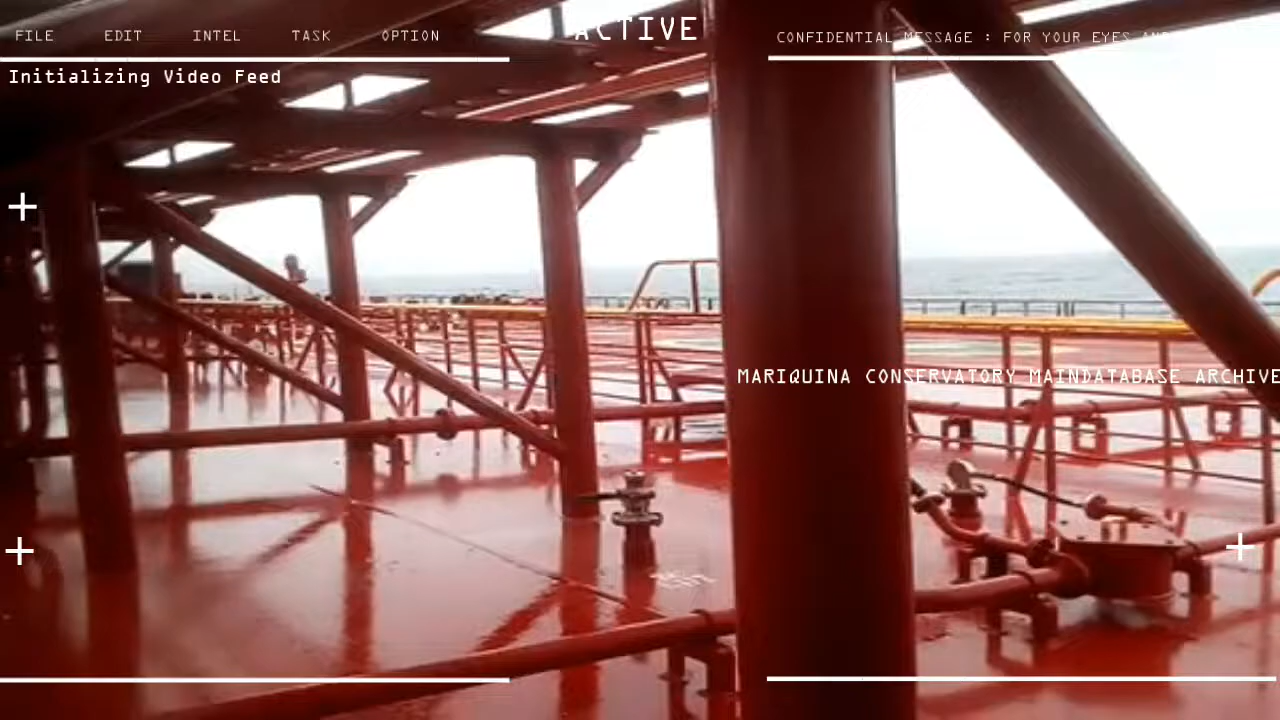 FILE EDIT INTEL TASK OPTION
ACTIVE
CONFIDENTIAL MESSAGE : FOR YOUR EYES
Initializing Video Feed
MARIQUINA CONSERVATORY MAINDATABASE ARCHIVE